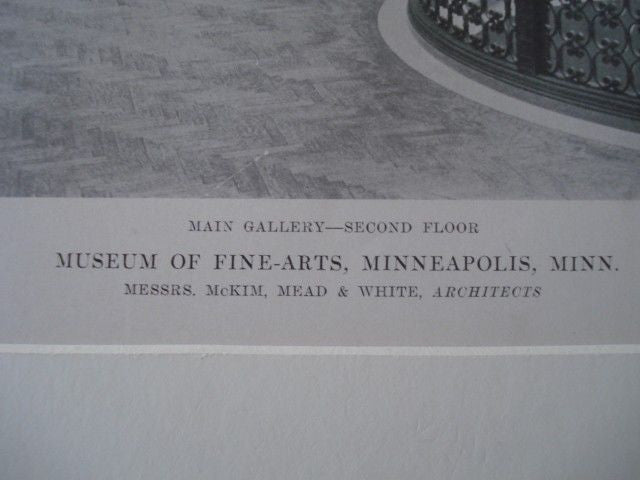 MAIN GALLERY—SECOND FLOOR
MUSEUM OF FINE-ARTS, MINNEAPOLIS, MINN.
MESSRS. McKIM, MEAD & WHITE, ARCHITECTS